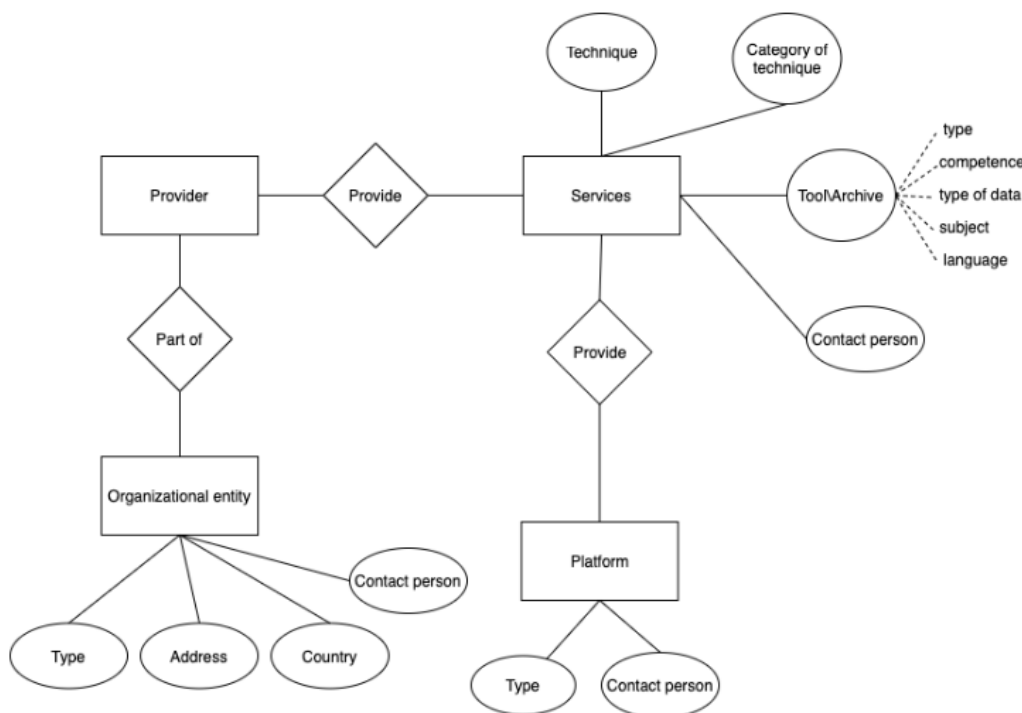 Technique
Category of
technique
type
competence
type of data
subject
language
Provider
Provide
Services
Tool\Archive
Part of
Provide
Contact person
Organizational entity
Platform
Contact person
Type
Address
Country
Type
Contact person